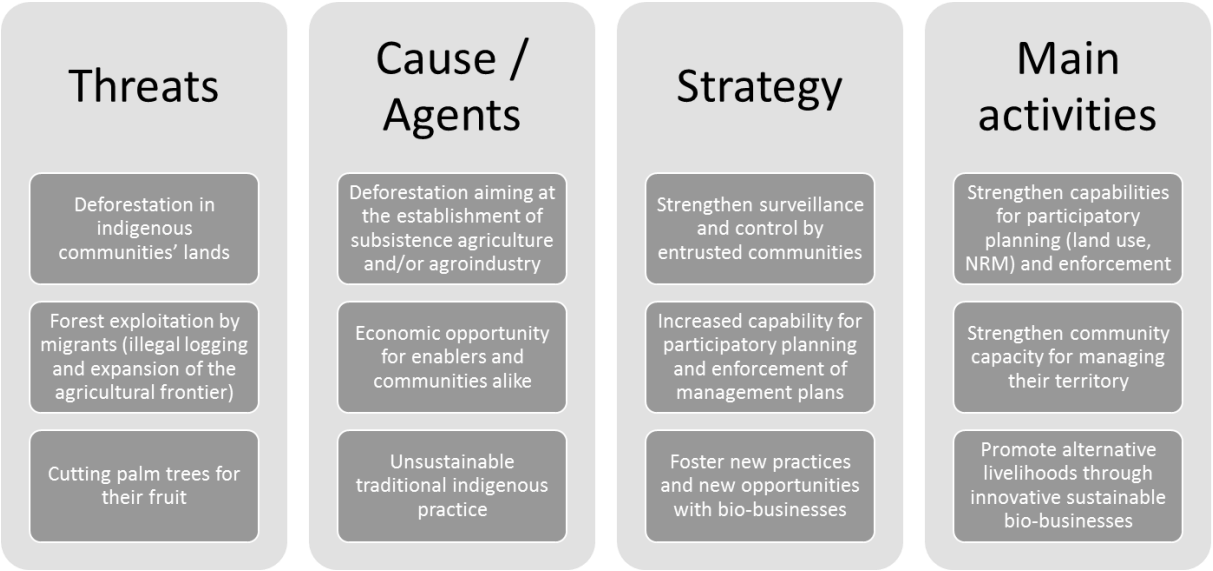 Threats
Deforestation in
indigenous
communities’ lands
Forest exploitation by
migrants (illegal logging
and expansion of the
agricultural frontier)
Cutting palm trees for
their fruit
Cause /
Agents
Deforestation aiming at
the establishment of
subsistence agriculture
and/or agroindustry
Economic opportunity
for enablers and
communities alike
Unsustainable
traditional indigenous
practice
Strategy
Strengthen surveillance
and control by
entrusted communities
Increased capability for
participatory planning
and enforcement of
management plans
Foster new practices
and new opportunities
with bio-businesses
Main
activities
Strengthen capabilities
for participatory
planning (land use,
NRM) and enforcement
Strengthen community
capacity for managing
their territory
Promote alternative
livelihoods through
innovative sustainable
bio-businesses